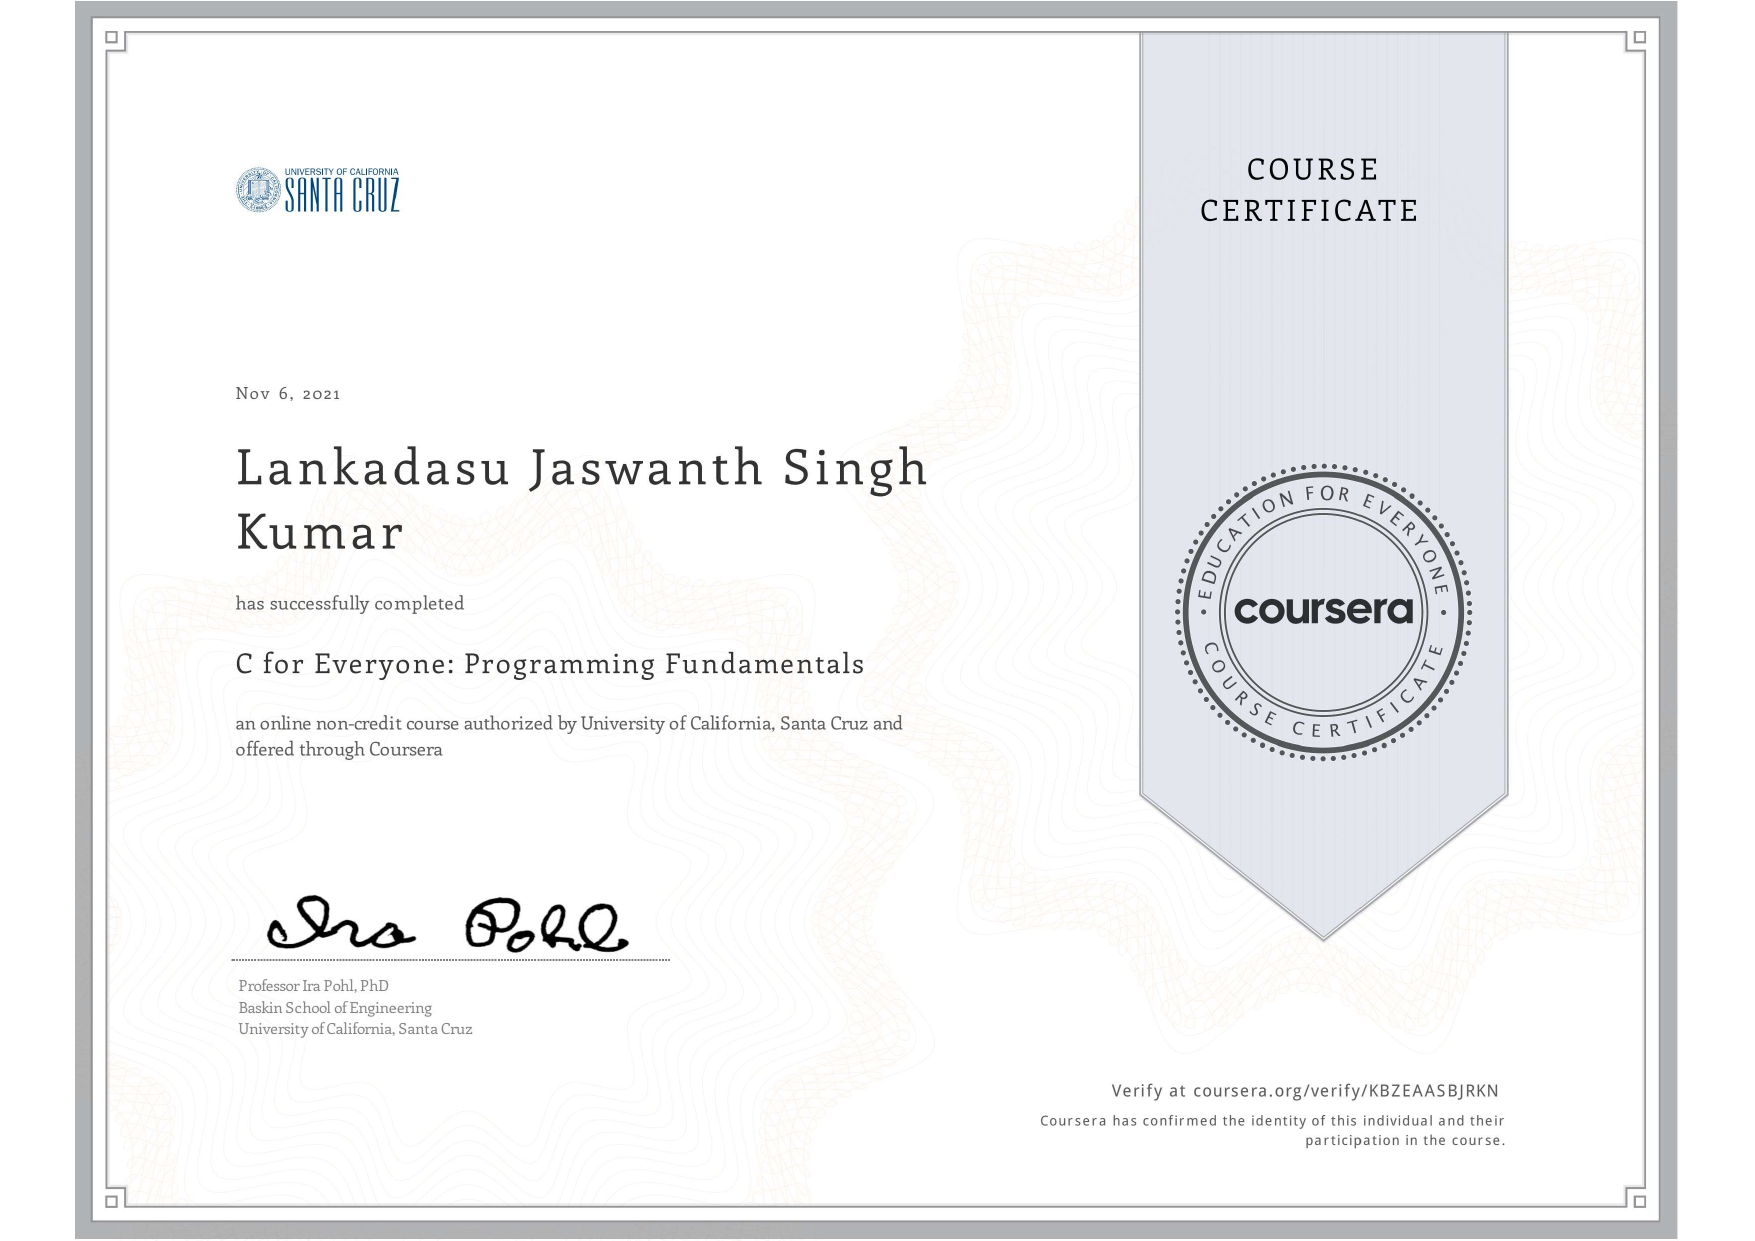 UNIVERSITY OF CALIFORNIA
SANTA CRUZ
COURSE
CERTIFICATE
Nov 6, 2021
Lankadasu Jaswanth Singh
Kumar
has successfully completed
C for Everyone: Programming Fundamentals
an online non-credit course authorized by University of California, Santa Cruz and
offered through Coursera
EDUCATION FOR EVERYONE
coursera
COURSE CERTIFICATE
Ira Pohl
Professor Ira Pohl, PhD
Baskin School of Engineering
University of California, Santa Cruz
Verify at coursera.org/verify/KBZEAASBJRKN
Coursera has confirmed the identity of this individual and their
participation in the course.